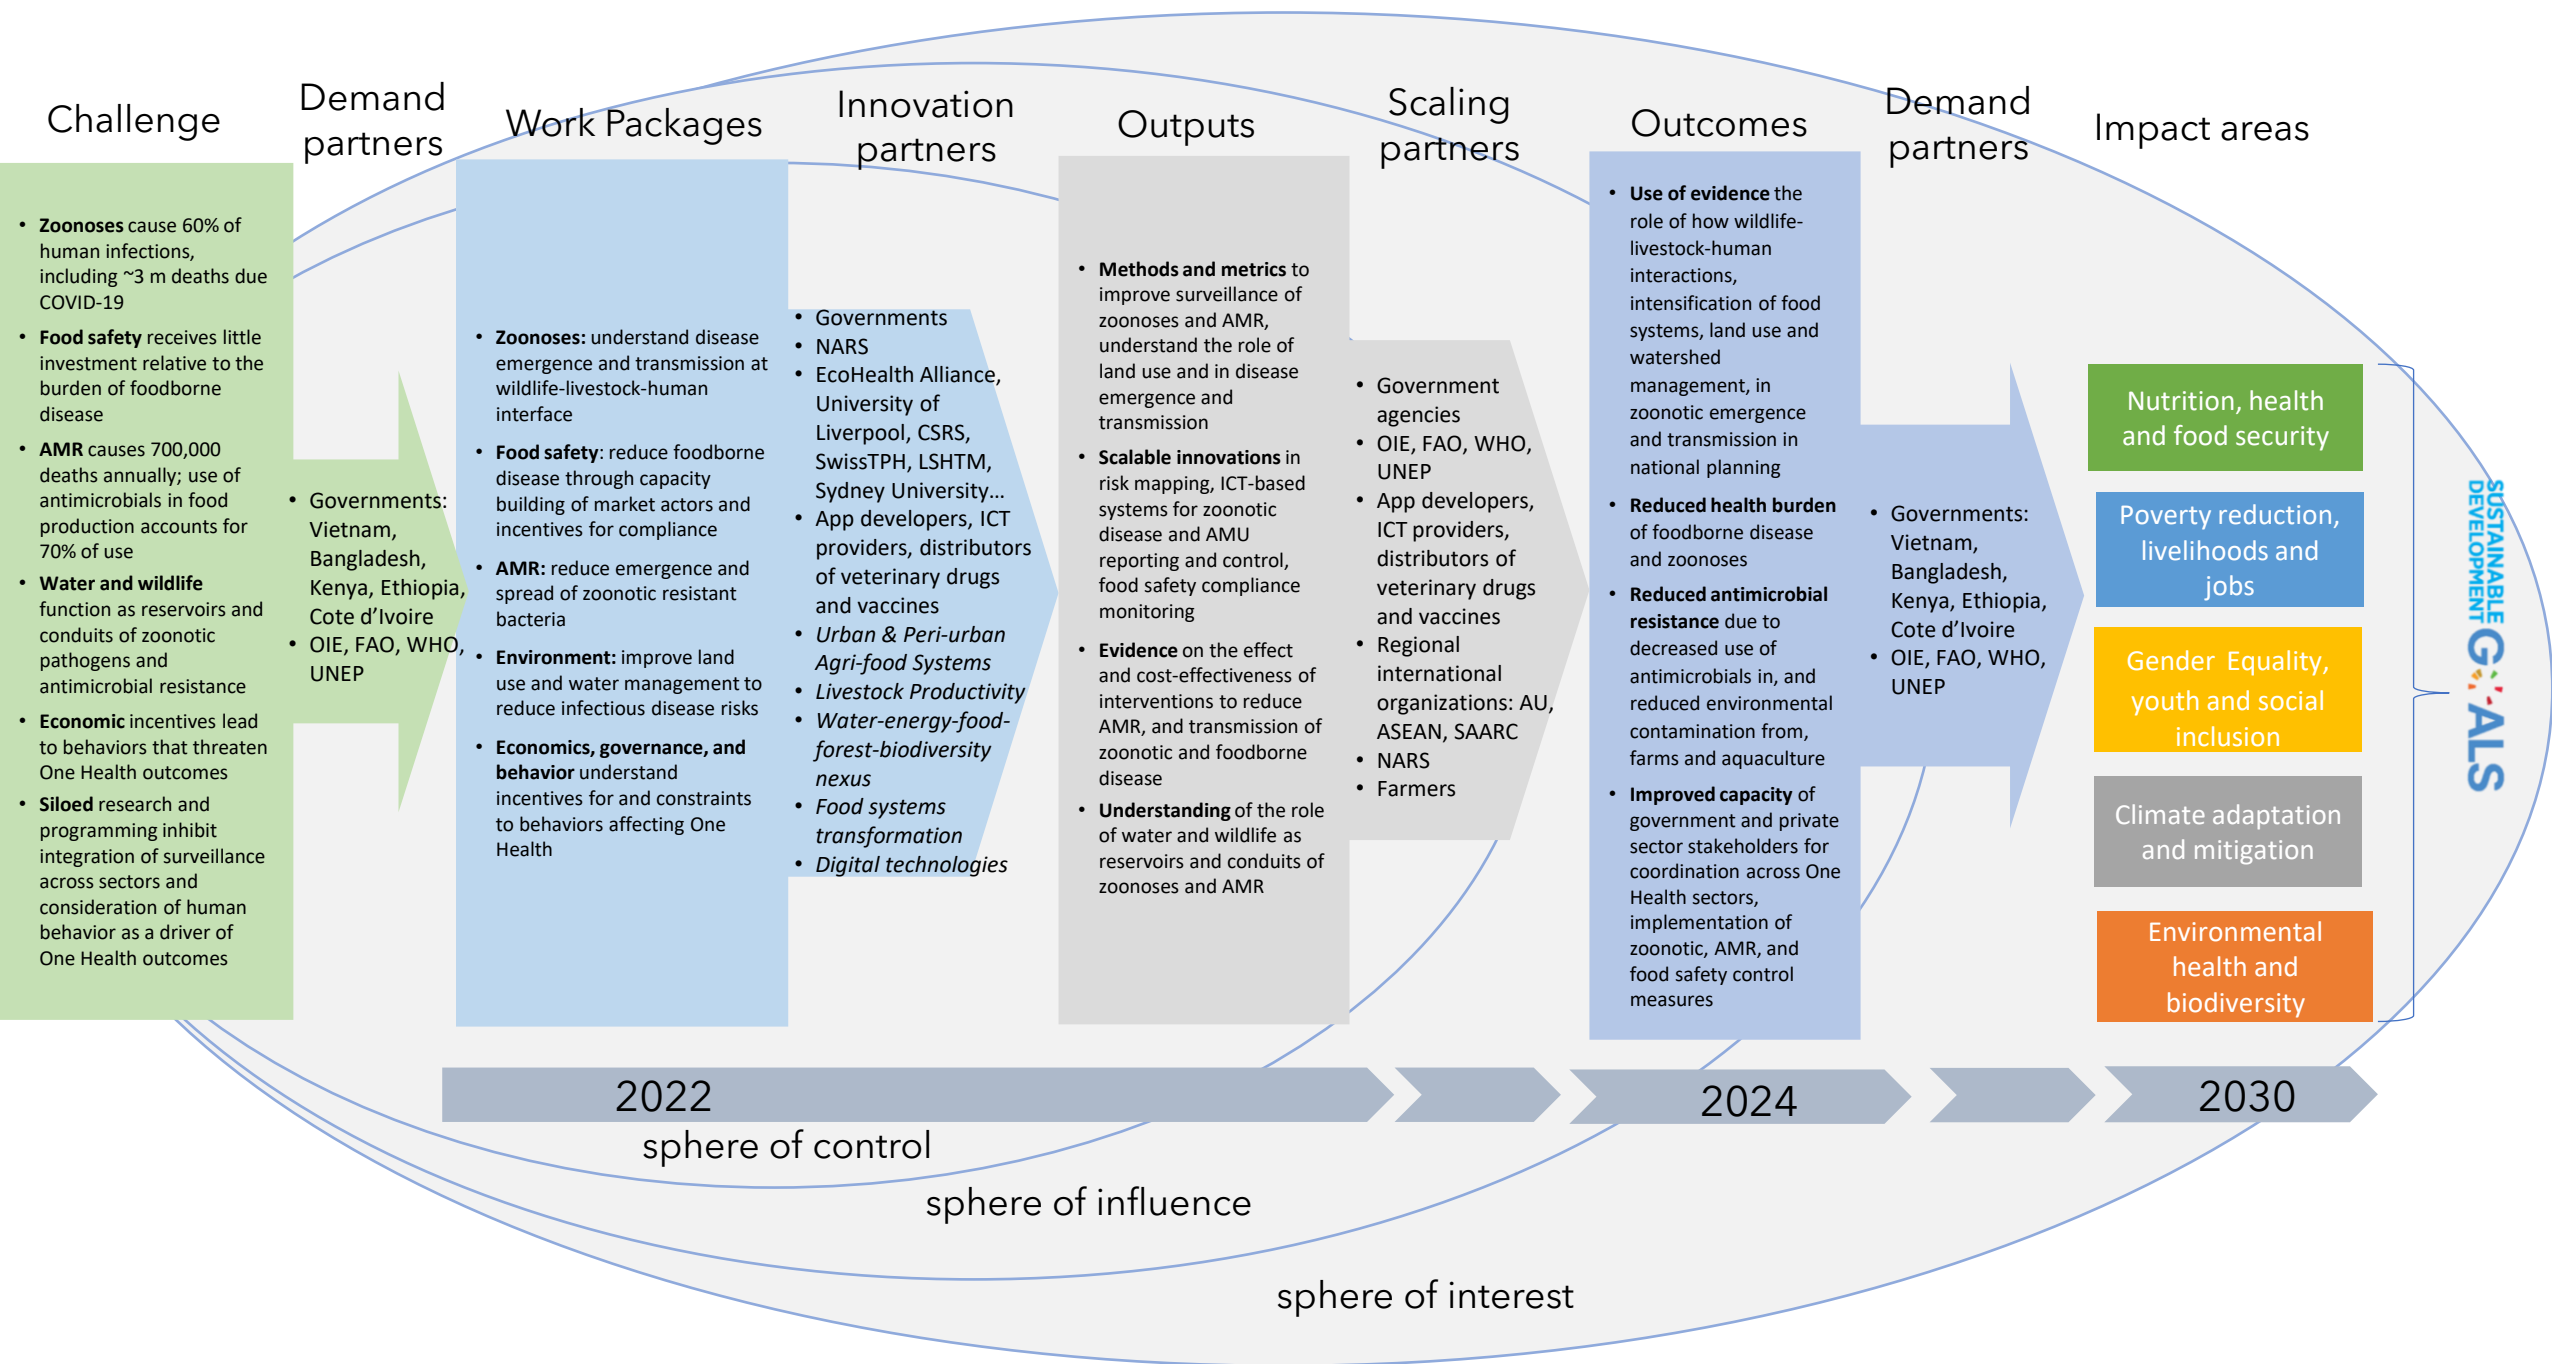 Challenge
Demand
partners
Work Packages
Innovation
partners
Outputs
Scaling
partners
Outcomes
Demand
partners
Impact areas
• Zoonoses cause 60% of
human infections,
including ~3 m deaths due
COVID-19
• Food safety receives little
investment relative to the
burden of foodborne
disease
• AMR causes 700,000
deaths annually; use of
antimicrobials in food
production accounts for
70% of use
• Water and wildlife
function as reservoirs and
conduits of zoonotic
pathogens and
antimicrobial resistance
• Economic incentives lead
to behaviors that threaten
One Health outcomes
• Siloed research and
programming inhibit
integration of surveillance
across sectors and
consideration of human
behavior as a driver of
One Health outcomes
• Governments:
Vietnam,
Bangladesh,
Kenya, Ethiopia,
Cote d’Ivoire
• OIE, FAO, WHO,
UNEP
• Zoonoses: understand disease
emergence and transmission at
wildlife-livestock-human
interface
• Food safety: reduce foodborne
disease through capacity
building of market actors and
incentives for compliance
• AMR: reduce emergence and
spread of zoonotic resistant
bacteria
• Environment: improve land
use and water management to
reduce infectious disease risks
• Economics, governance, and
behavior understand
incentives for and constraints
to behaviors affecting One
Health
• Governments
• NARS
• EcoHealth Alliance,
University of
Liverpool, CSRS,
SwissTPH, LSHTM,
Sydney University...
• App developers, ICT
providers, distributors
of veterinary drugs
and vaccines
• Urban & Peri-urban
Agri-food Systems
• Livestock Productivity
• Water-energy-food-
forest-biodiversity
nexus
• Food systems
transformation
• Digital technologies
• Methods and metrics to
improve surveillance of
zoonoses and AMR,
understand the role of
land use and in disease
emergence and
transmission
• Scalable innovations in
risk mapping, ICT-based
systems for zoonotic
disease and AMU
reporting and control,
food safety compliance
monitoring
• Evidence on the effect
and cost-effectiveness of
interventions to reduce
AMR, and transmission of
zoonotic and foodborne
disease
• Understanding of the role
of water and wildlife as
reservoirs and conduits of
zoonoses and AMR
• Government
agencies
• OIE, FAO, WHO,
UNEP
• App developers,
ICT providers,
distributors of
veterinary drugs
and vaccines
• Regional
international
organizations: AU,
ASEAN, SAARC
• NARS
• Farmers
• Use of evidence the
role of how wildlife-
livestock-human
interactions,
intensification of food
systems, land use and
watershed
management, in
zoonotic emergence
and transmission in
national planning
• Reduced health burden
of foodborne disease
and zoonoses
• Reduced antimicrobial
resistance due to
decreased use of
antimicrobials in, and
reduced environmental
contamination from,
farms and aquaculture
• Improved capacity of
government and private
sector stakeholders for
coordination across One
Health sectors,
implementation of
zoonotic, AMR, and
food safety control
measures
• Governments:
Vietnam,
Bangladesh,
Kenya, Ethiopia,
Cote d’Ivoire
• OIE, FAO, WHO,
UNEP
Nutrition, health
and food security
Poverty reduction,
livelihoods and
jobs
Gender Equality,
youth and social
inclusion
Climate adaptation
and mitigation
Environmental
health and
biodiversity
SUSTAINABLE
DEVELOPMENT
GOALS
2022
2024
2030
sphere of control
sphere of influence
sphere of interest